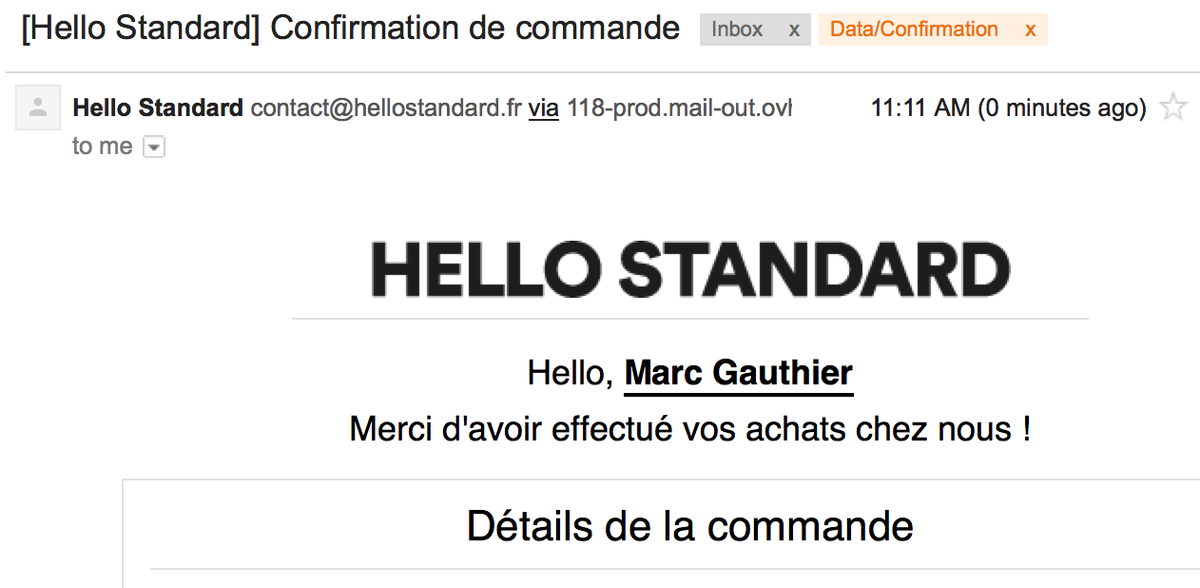 [Hello Standard] Confirmation de commande Inbox x Data/Confirmation x
Hello Standard contact@hellostandard.fr via 118-prod.mail-out.ovh 11:11 AM (0 minutes ago)
to me
HELLO STANDARD
Hello, Marc Gauthier
Merci d'avoir effectué vos achats chez nous !
Détails de la commande